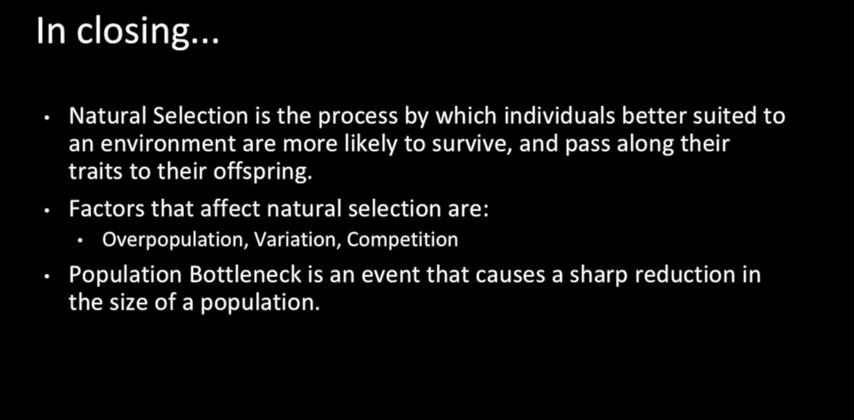 In closing...
• Natural Selection is the process by which individuals better suited to
an environment are more likely to survive, and pass along their
traits to their offspring.
• Factors that affect natural selection are:
• Overpopulation, Variation, Competition
• Population Bottleneck is an event that causes a sharp reduction in
the size of a population.